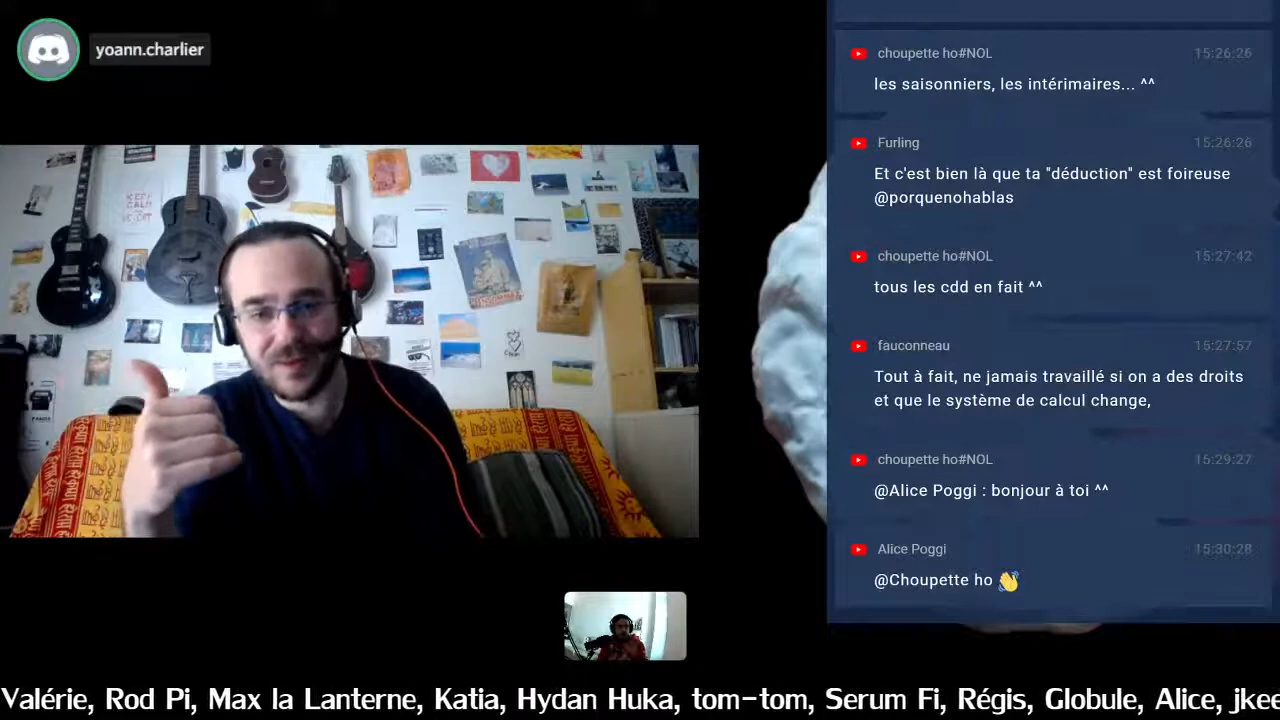 yoann.charlier
choupette ho#NOL 15:26:26
les saisonniers, les intérimaires... ^^
Furling 15:26:26
Et c'est bien là que ta "déduction" est foireuse
@porquenohablas
choupette ho#NOL 15:27:42
tous les cdd en fait ^^
fauconneau 15:27:57
Tout à fait, ne jamais travaillé si on a des droits
et que le système de calcul change,
choupette ho#NOL 15:29:27
@Alice Poggi : bonjour à toi ^^
Alice Poggi 15:30:28
@Choupette ho 👋
KEEP
CALM
Valérie, Rod Pi, Max la Lanterne, Katia, Hydan Huka, tom-tom, Serum Fi, Régis, Globule, Alice, jkee